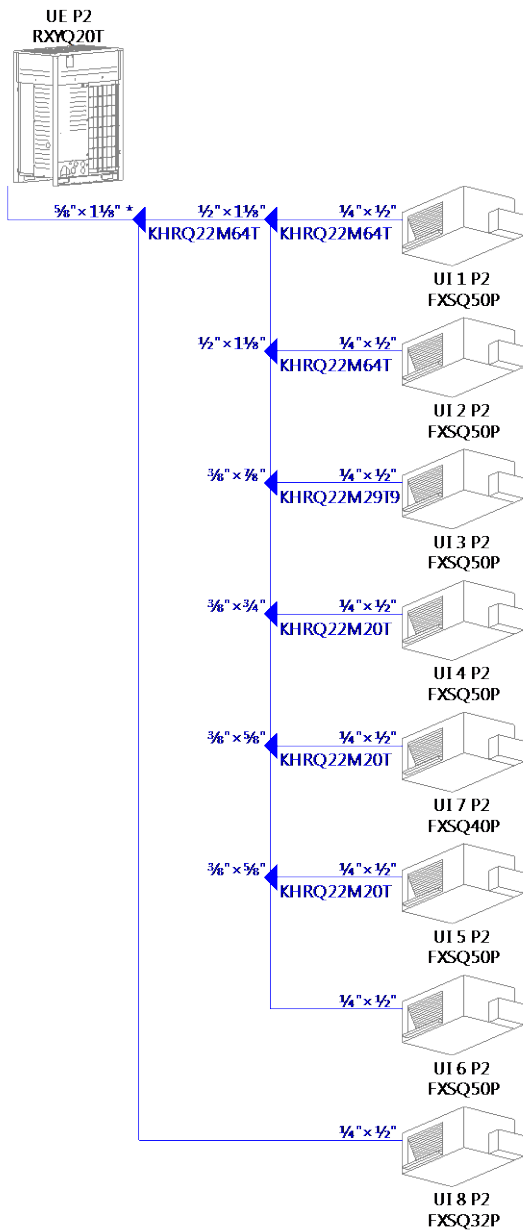 UE P2
RXYQ20T
⅝"×1⅛" *
½"×1⅛"
¼"×½"
KHRQ22M64T
KHRQ22M64T
UI 1 P2
FXSQ50P
½"×1⅛"
¼"×½"
KHRQ22M64T
UI 2 P2
FXSQ50P
⅜"×⅞"
¼"×½"
KHRQ22M29T9
UI 3 P2
FXSQ50P
⅜"×¾"
¼"×½"
KHRQ22M20T
UI 4 P2
FXSQ50P
⅜"×⅝"
¼"×½"
KHRQ22M20T
UI 7 P2
FXSQ40P
⅜"×⅝"
¼"×½"
KHRQ22M20T
UI 5 P2
FXSQ50P
¼"×½"
UI 6 P2
FXSQ50P
¼"×½"
UI 8 P2
FXSQ32P